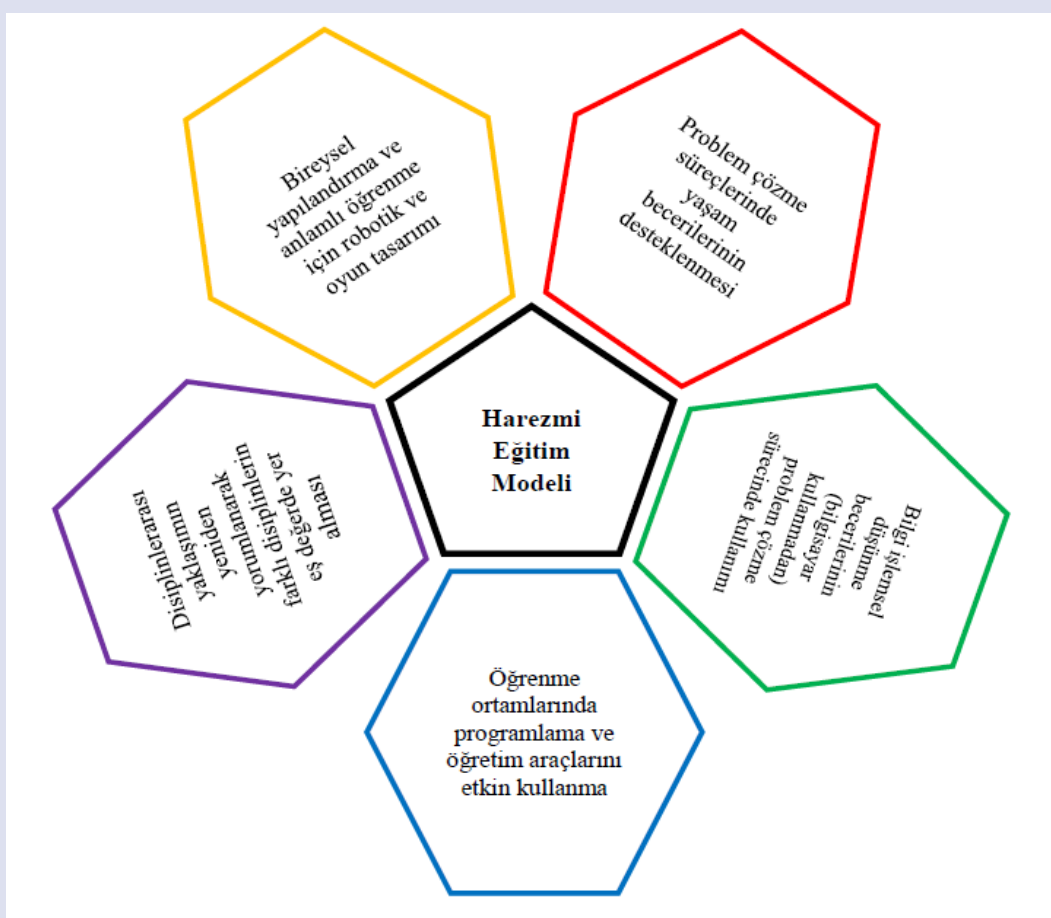 Bireysel
yapılandırma ve
anlamlı öğrenme
için robotik ve
oyun tasarımı
Problem çözme
süreçlerinde
yaşam
becerilerinin
desteklenmesi
Harezmi
Eğitim
Modeli
Disiplinlerarası
yaklaşımın
yeniden
yorumlanarak
farklı disiplinlerin
eş değerde yer
alması
Bilgi işlemsel
düşünme
becerilerinin
(bilgisayar
kullanmadan)
problem çözme
sürecinde kullanımı
Öğrenme
ortamlarında
programlama ve
öğretim araçlarını
etkin kullanma